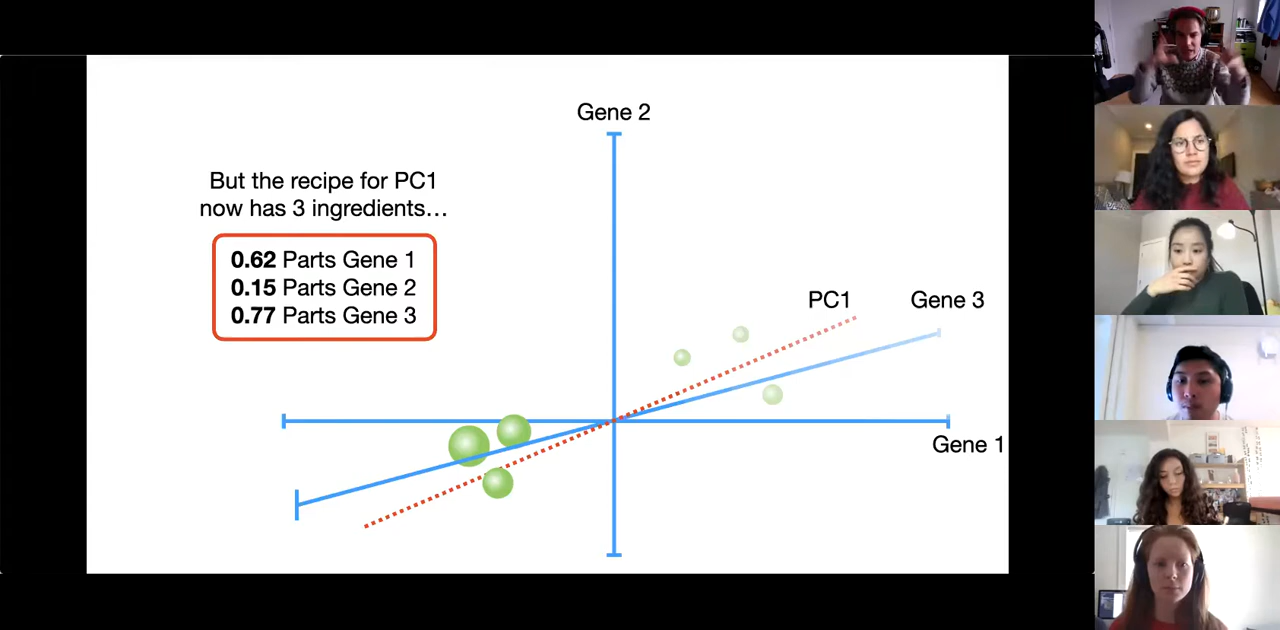 Gene 2
But the recipe for PC1
now has 3 ingredients…
0.62 Parts Gene 1
0.15 Parts Gene 2
0.77 Parts Gene 3
PC1
Gene 3
Gene 1